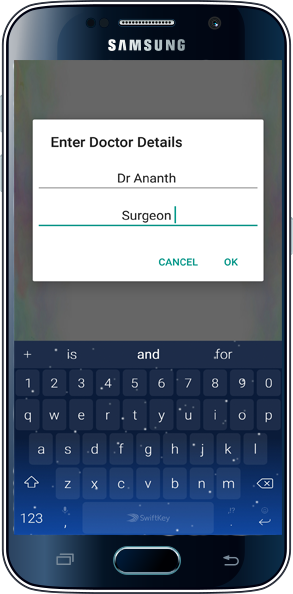 SAMSUNG
Enter Doctor Details
Dr Ananth
Surgeon
CANCEL OK
+ is and .for
1 2 3 4 5 6 7 8 9 0
q w e r t y u i o p
a s d f g h j k l
z x c v b n m
123 , SwiftKey .!?